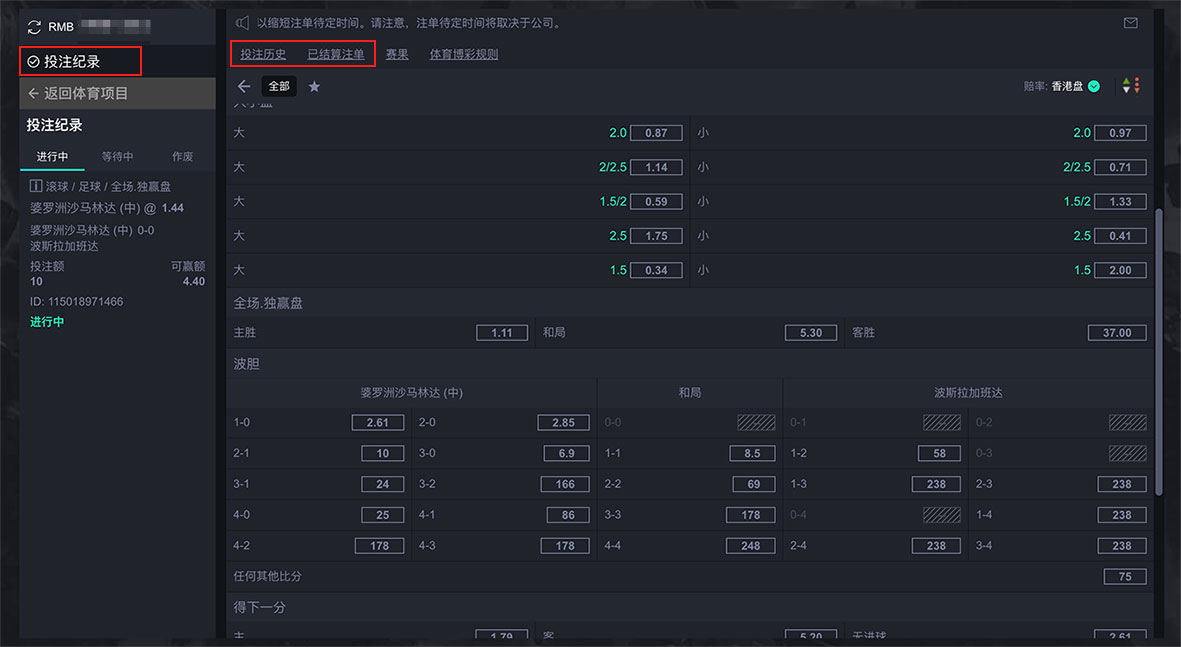 RMB
投注纪录
返回体育项目
投注纪录
进行中 等待中 作废
滚球 / 足球 / 全场.独赢盘
婆罗洲沙马林达 (中) @ 1.44
婆罗洲沙马林达 (中) 0-0
波斯拉加班达
投注额 可赢额
10 4.40
ID: 115018971466
进行中
以缩短注单待定时间。请注意，注单待定时间将取决于公司。
投注历史 已结算注单 赛果 体育博彩规则
全部 赔率: 香港盘
大小盘
大 2.0 0.87 小 2.0 0.97
大 2/2.5 1.14 小 2/2.5 0.71
大 1.5/2 0.59 小 1.5/2 1.33
大 2.5 1.75 小 2.5 0.41
大 1.5 0.34 小 1.5 2.00
全场.独赢盘
主胜 1.11 和局 5.30 客胜 37.00
波胆
婆罗洲沙马林达 (中) 和局 波斯拉加班达
1-0 2.61 2-0 2.85 0-0 0-1 0-2
2-1 10 3-0 6.9 1-1 8.5 1-2 58 0-3
3-1 24 3-2 166 2-2 69 1-3 238 2-3 238
4-0 25 4-1 86 3-3 178 0-4 1-4 238
4-2 178 4-3 178 4-4 248 2-4 238 3-4 238
任何其他比分 75
得下一分
主 1.79 客 5.20 无进球 2.61